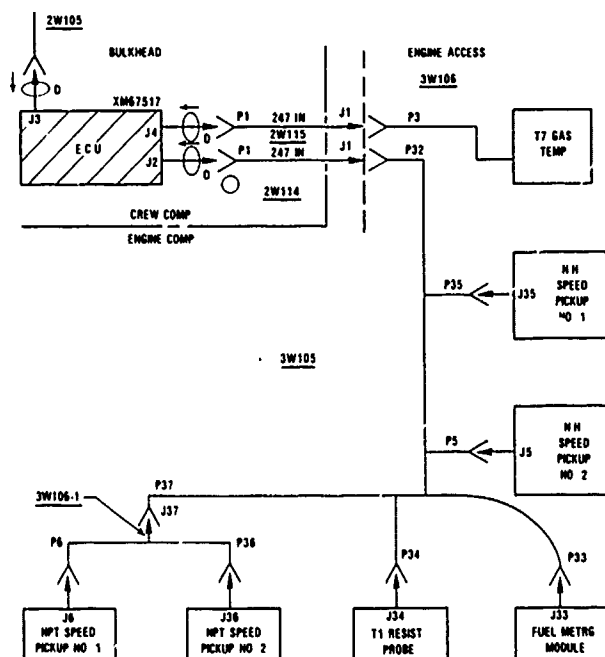 2W105
BULKHEAD
ENGINE ACCESS
3W106
D
XM67517
J3
J4
ECU
J2
D
D
P1
247 IN
J1
2W115
P1
247 IN
J1
2W114
P3
P32
T7 GAS
TEMP
CREW COMP
ENGINE COMP
P35
J35
NH
SPEED
PICKUP
NO 1
3W105
P5
J5
NH
SPEED
PICKUP
NO 2
P37
3W106-1
J37
P6
P36
P34
P33
J6
NPT SPEED
PICKUP NO 1
J36
NPT SPEED
PICKUP NO 2
J34
T1 RESIST
PROBE
J33
FUEL METRG
MODULE